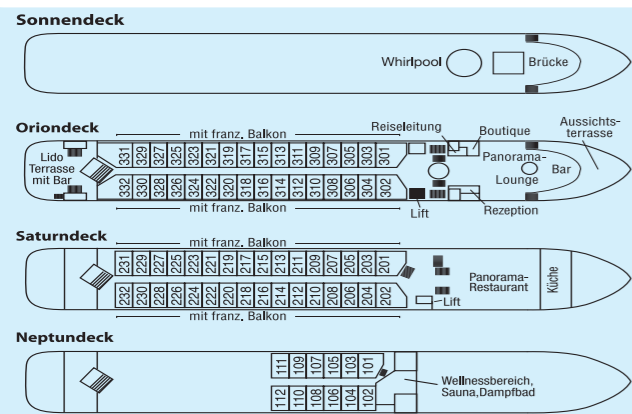 Sonnendeck
Whirlpool
Brücke
Oriondeck
mit franz. Balkon
Reiseleitung
Boutique
Aussichts-
terrasse
331 329 327 325 323 321 319 317 315 313 311 309 307 305 303 301
Lido
Terrasse
mit Bar
Panorama-
Lounge
Bar
332 330 328 326 324 322 320 318 316 314 312 310 308 306 304 302
mit franz. Balkon
Lift
Rezeption
Saturndeck
mit franz. Balkon
231 229 227 225 223 221 219 217 215 213 211 209 207 205 203 201
Panorama-
Restaurant
Küche
232 230 228 226 224 222 220 218 216 214 212 210 208 206 204 202
Lift
mit franz. Balkon
Neptundeck
111 109 107 105 103 101
Wellnessbereich,
Sauna,Dampfbad
112 110 108 106 104 102